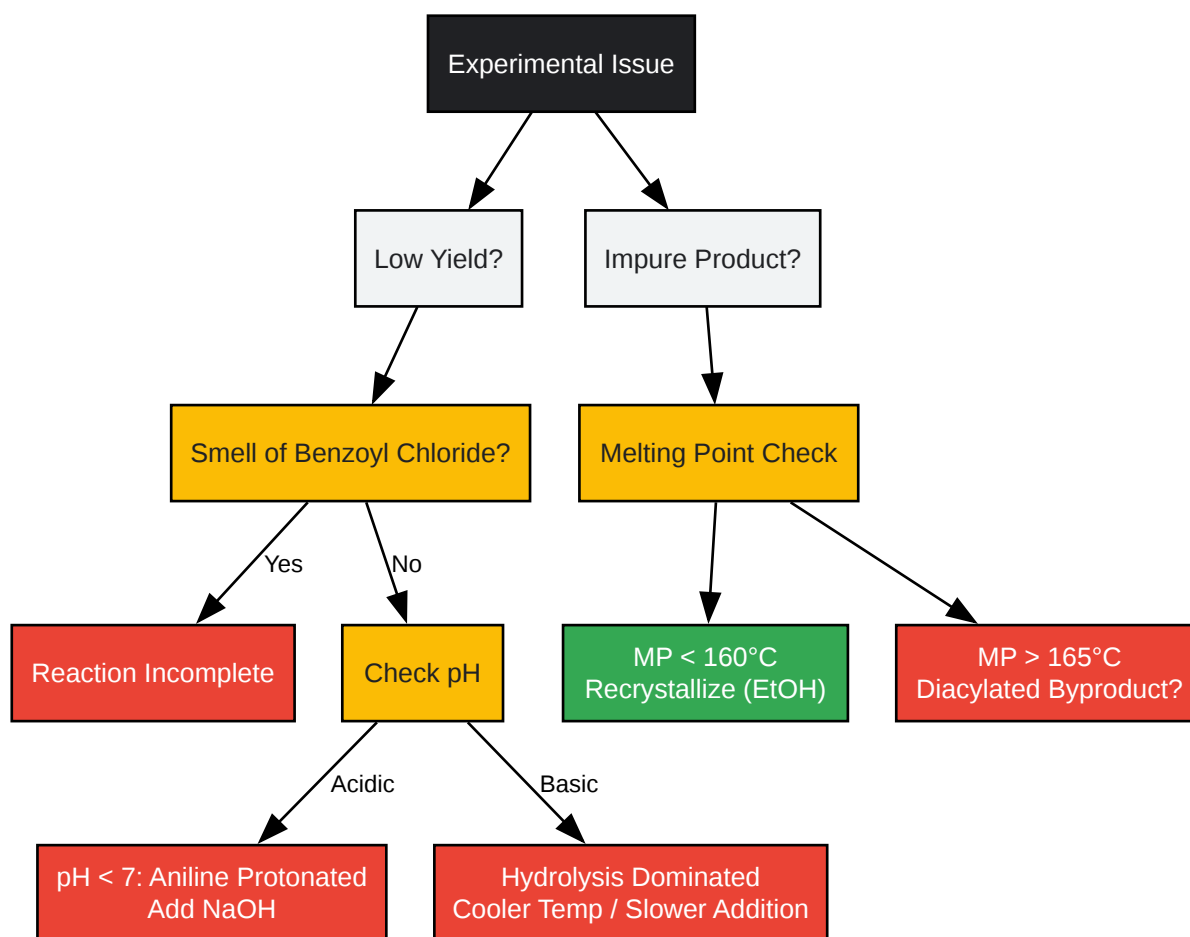 Experimental Issue
Low Yield?
Impure Product?
Smell of Benzoyl Chloride?
Melting Point Check
Yes
No
Reaction Incomplete
Check pH
MP < 160°C
Recrystallize (EtOH)
MP > 165°C
Diacylated Byproduct?
Acidic
Basic
pH < 7: Aniline Protonated
Add NaOH
Hydrolysis Dominated
Cooler Temp / Slower Addition